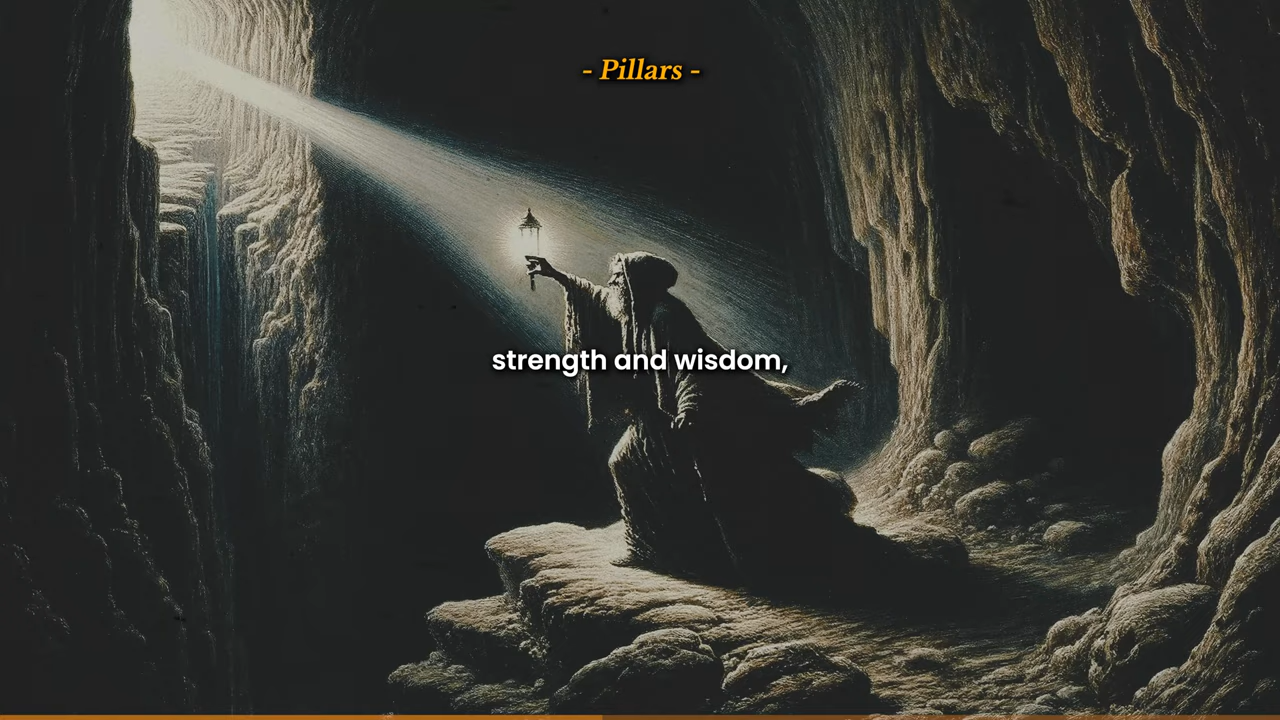 - Pillars -
strength and wisdom,